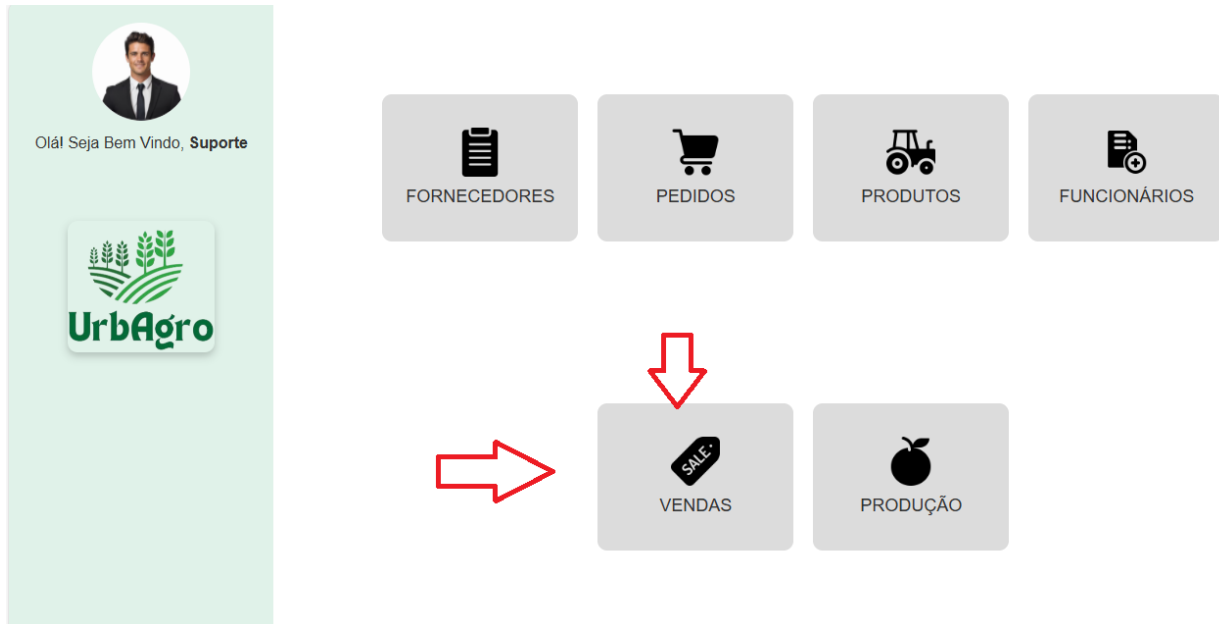 Olá! Seja Bem Vindo, Suporte
UrbAgro
FORNECEDORES
PEDIDOS
PRODUTOS
FUNCIONÁRIOS
SALE
VENDAS
PRODUÇÃO